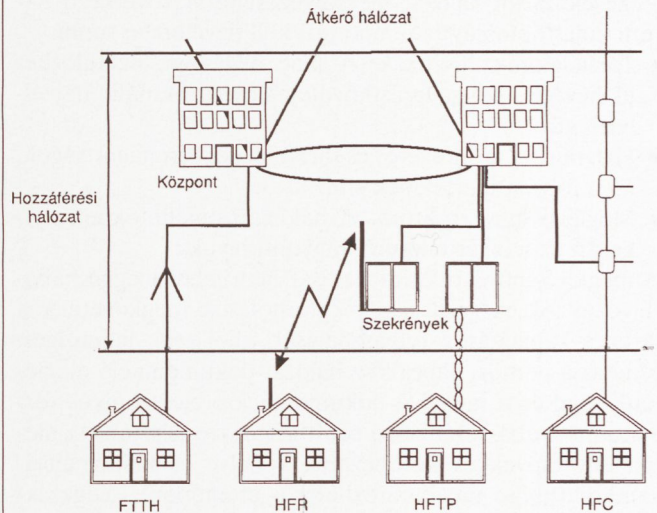 Átkérő hálózat
Központ
Hozzáférési
hálózat
Szekrények
FTTH
HFR
HFTP
HFC